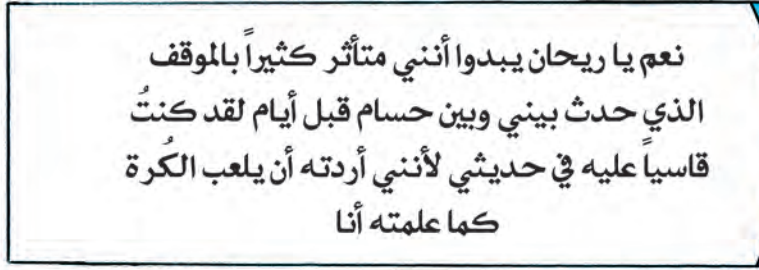 نعم يا ريحان يبدوا أنني متأثر كثيراً بالموقف
الذي حدث بيني وبين حسام قبل أيام لقد كنتُ
قاسياً عليه في حديثي لأنني أردته أن يلعب الكُرة
كما علمته أنا